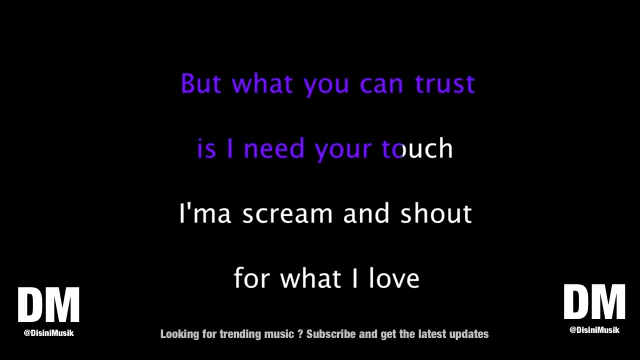 But what you can trust
is I need your touch
I'ma scream and shout
for what I love
DM
@DisiniMusik
DM
@DisiniMusik
Looking for trending music ? Subscribe and get the latest updates